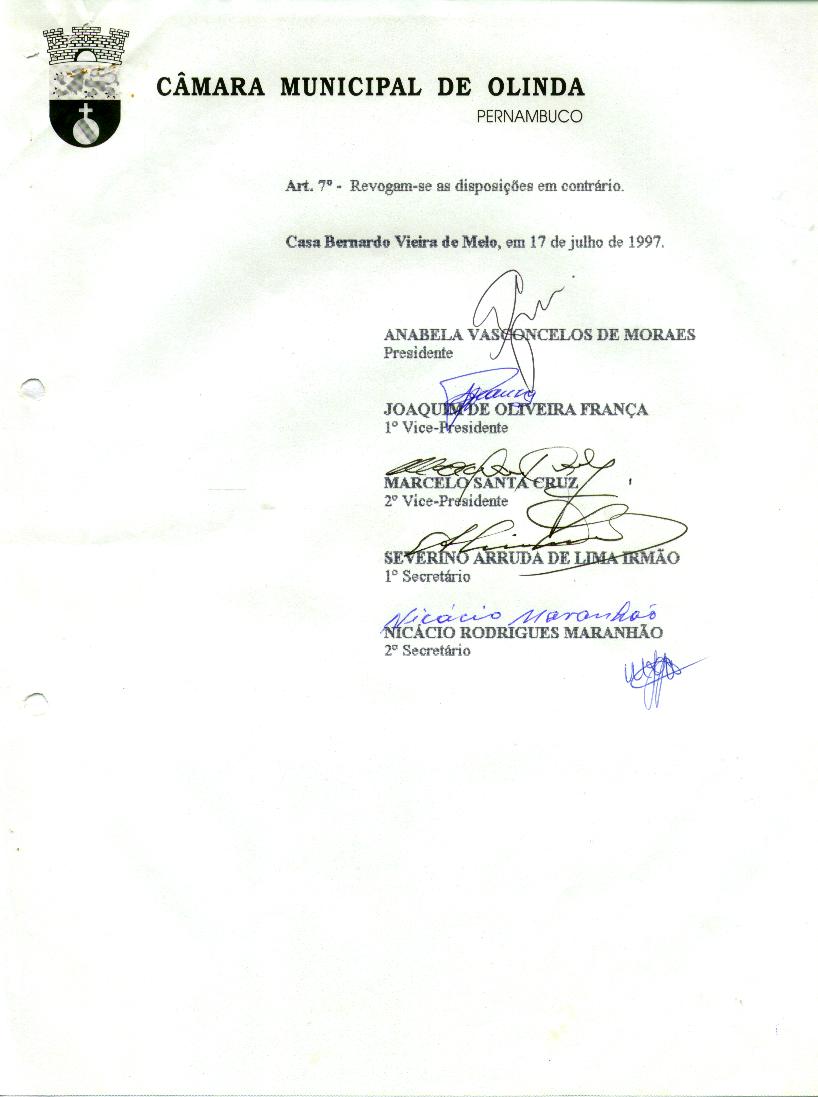 CÂMARA MUNICIPAL DE OLINDA
PERNAMBUCO
Art. 7º - Revogam-se as disposições em contrário.
Casa Bernardo Vieira de Melo, em 17 de julho de 1997.
ANABELA VASCONCELOS DE MORAES
Presidente
JOAQUIM DE OLIVEIRA FRANÇA
1º Vice-Presidente
MARCELO SANTA CRUZ
2º Vice-Presidente
SEVERINO ARRUDA DE LIMA IRMÃO
1º Secretário
Nicácio Maranhão
NICÁCIO RODRIGUES MARANHÃO
2º Secretário